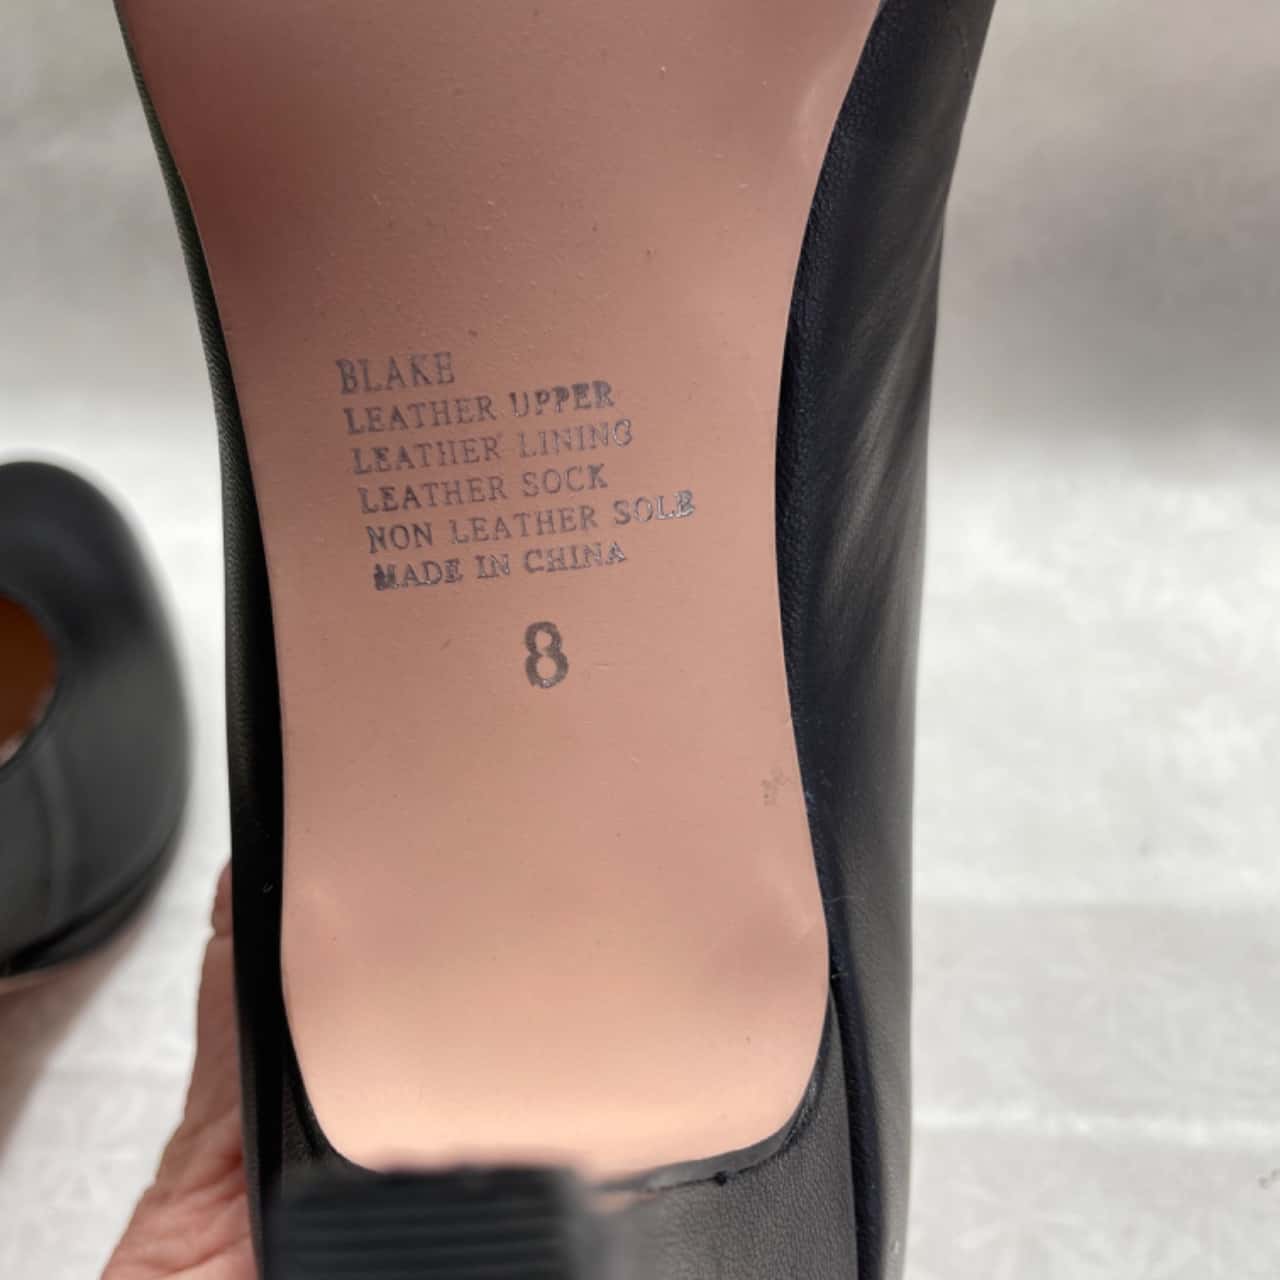 BLAKE
LEATHER UPPER
LEATHER LINING
LEATHER SOCK
NON LEATHER SOLE
MADE IN CHINA
8